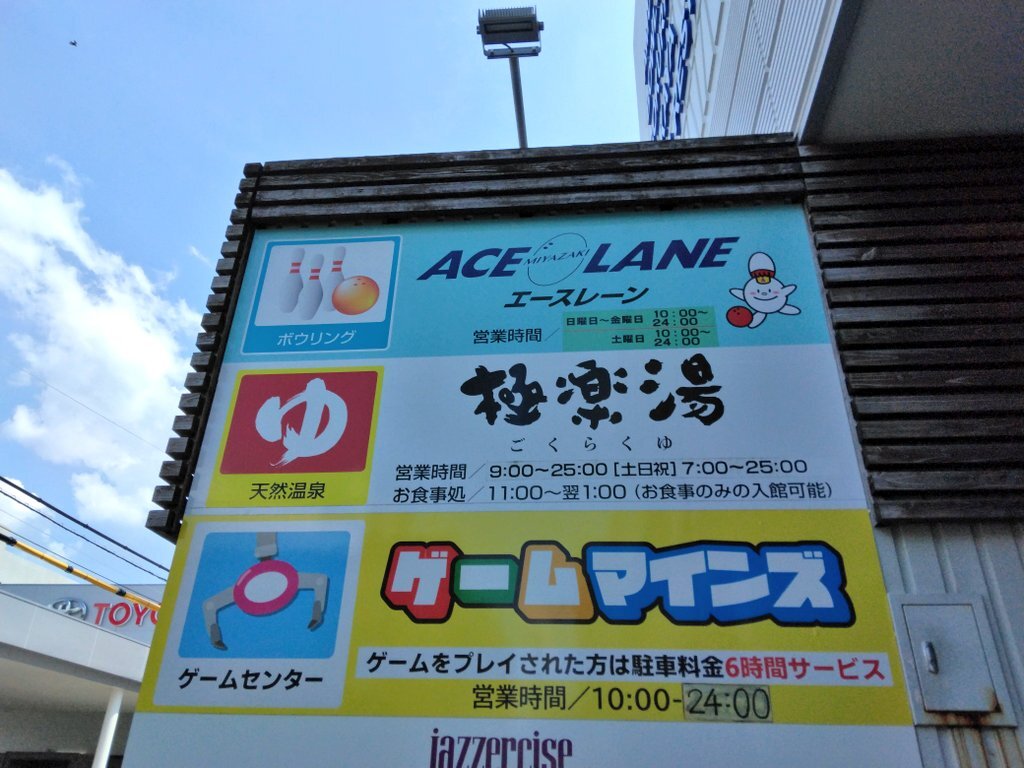 ACE MIYAZAKI LANE
エースレーン
ボウリング
営業時間/
日曜日～金曜日 10:00～24:00
土曜日 10:00～24:00
極楽湯
ゆ
ごくらくゆ
天然温泉
営業時間/9:00～25:00 [土日祝] 7:00～25:00
お食事処/11:00～翌1:00 (お食事のみの入館可能)
ゲームマインズ
ゲームセンター
ゲームをプレイされた方は駐車料金6時間サービス
営業時間/10:00-24:00
jazzercise
TOYO